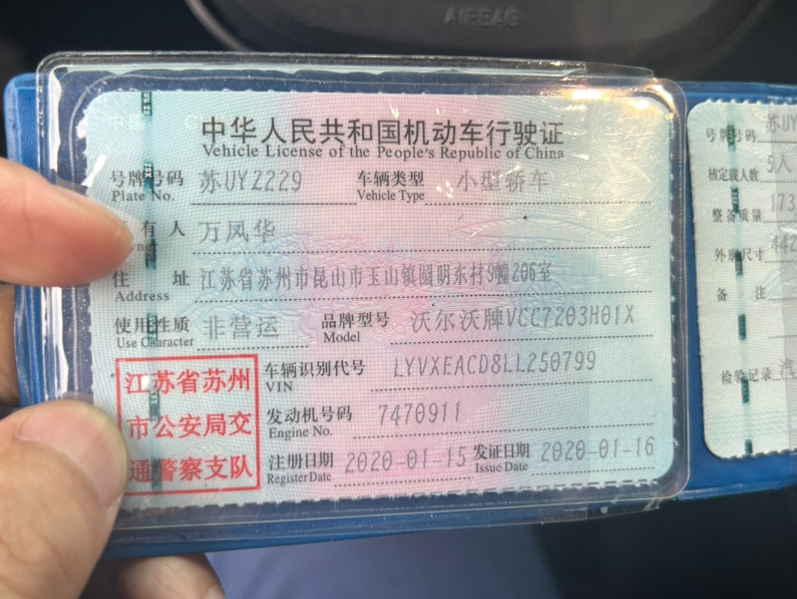 AIRBAG
中华人民共和国机动车行驶证
Vehicle License of the People's Republic of China
号牌号码 苏UYZ229 车辆类型 小型轿车
Plate No. Vehicle Type
有人 万凤华
住 址 江苏省苏州市昆山市玉山镇圆明东村9幢206室
Address
使用性质 非营运 品牌型号 沃尔沃牌VCC7203H01X
Use Character Model
车辆识别代号 LYVXEACD8LL250799
VIN
发动机号码 7470911
Engine No.
注册日期 2020-01-15 发证日期 2020-01-16
Register Date Issue Date
江苏省苏州
市公安局交
通警察支队
号牌号码 苏UY
核定载人数 5人
整备质量 173
外廓尺寸 442
备 注
检验记录